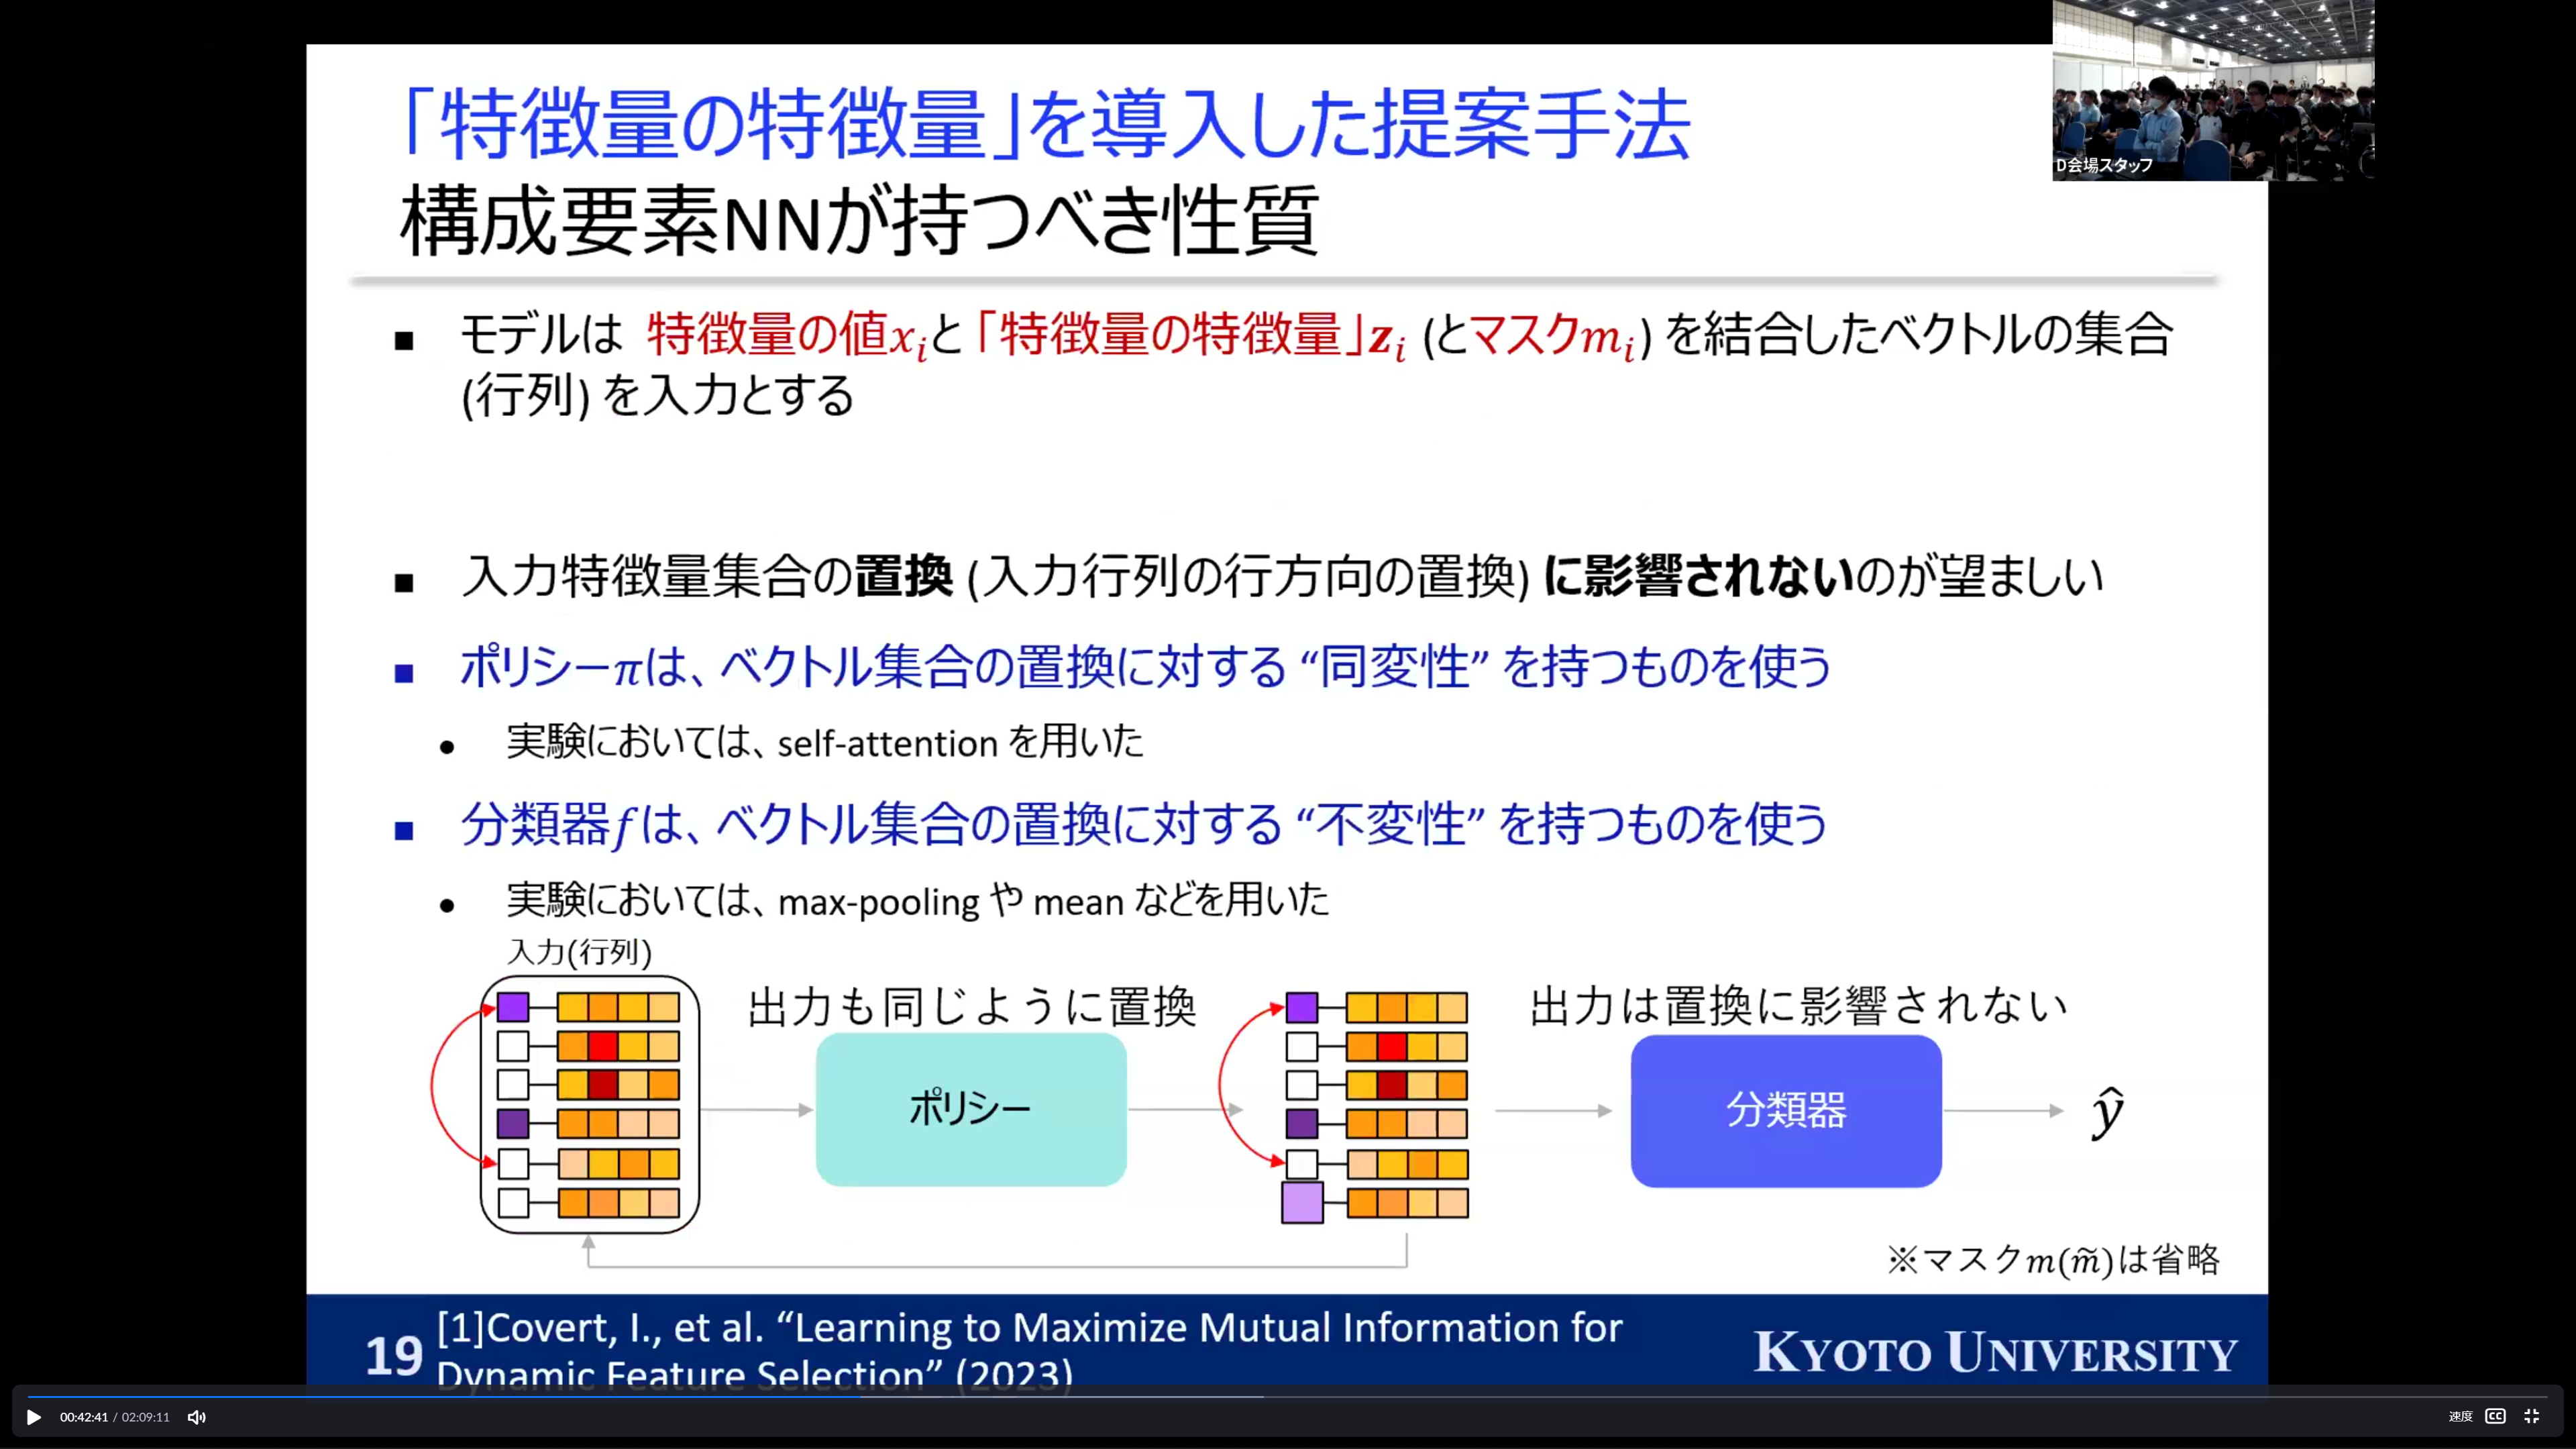 D会場スタッフ
「特徴量の特徴量」を導入した提案手法
構成要素NNが持つべき性質
■ モデルは 特徴量の値xᵢと「特徴量の特徴量」zᵢ (とマスクmᵢ) を結合したベクトルの集合
(行列) を入力とする
■ 入力特徴量集合の置換 (入力行列の行方向の置換) に影響されないのが望ましい
■ ポリシーπは、ベクトル集合の置換に対する “同変性” を持つものを使う
● 実験においては、self-attention を用いた
■ 分類器fは、ベクトル集合の置換に対する “不変性” を持つものを使う
● 実験においては、max-pooling や mean などを用いた
入力(行列)
出力も同じように置換
出力は置換に影響されない
ポリシー
分類器
ŷ
※マスクm(m̃)は省略
19
[1]Covert, I., et al. “Learning to Maximize Mutual Information for
Dynamic Feature Selection” (2023)
KYOTO UNIVERSITY
00:42:41 / 02:09:11
速度
CC